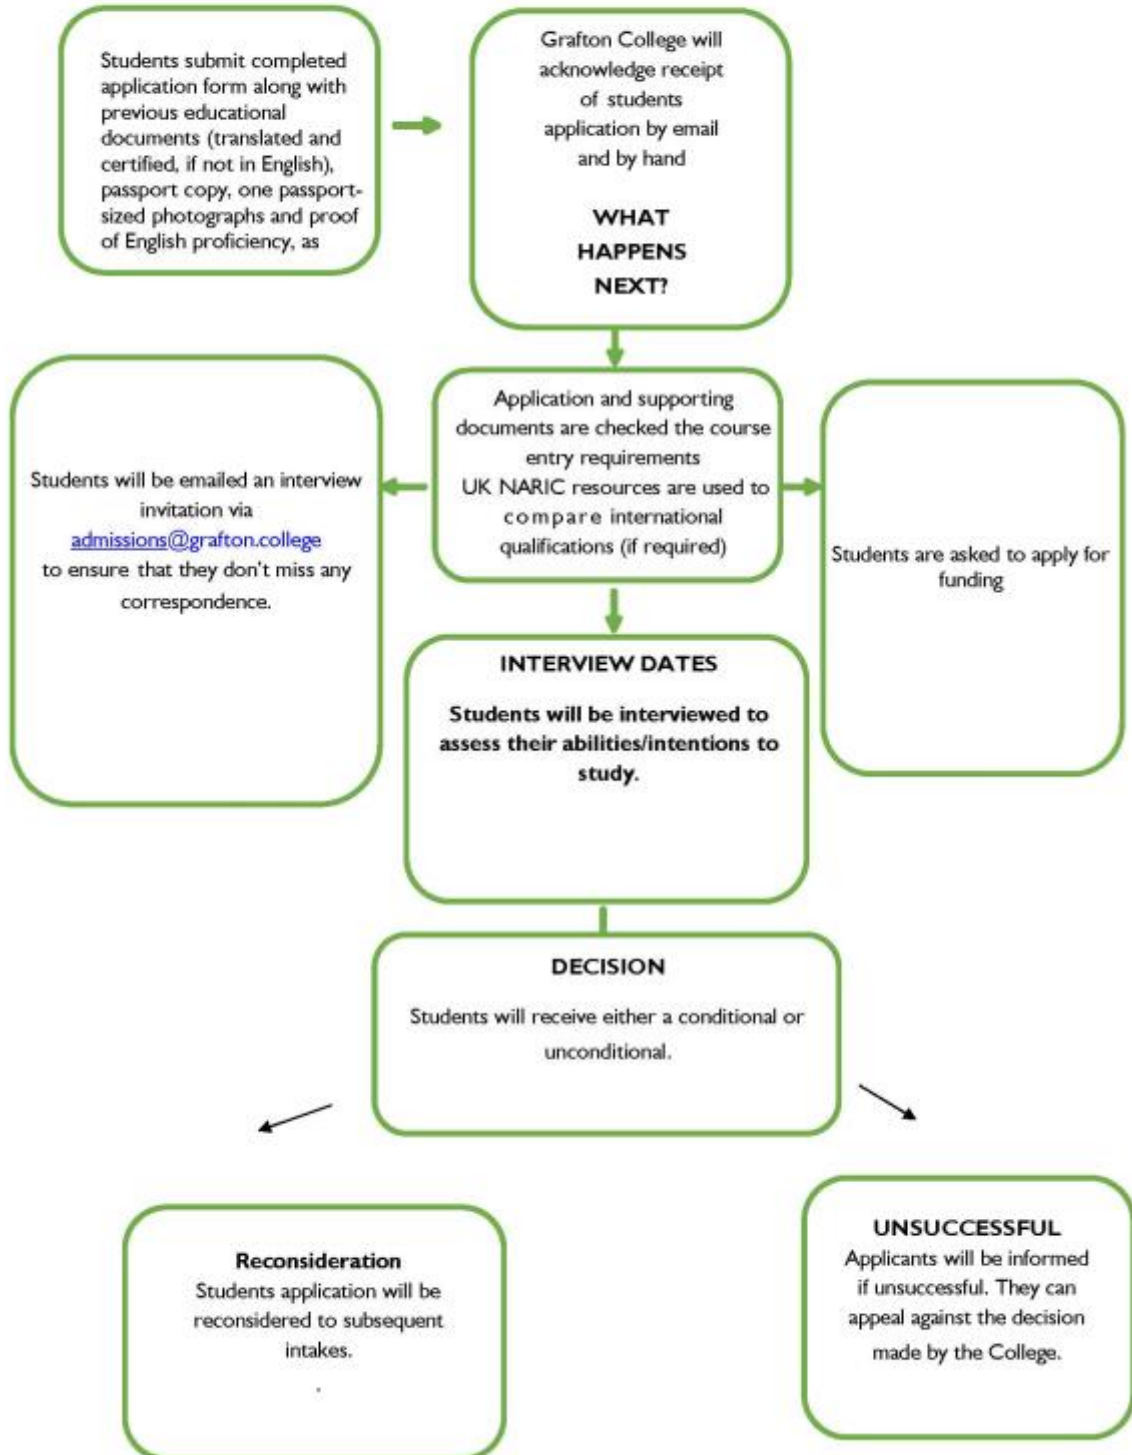 Students submit completed
application form along with
previous educational
documents (translated and
certified, if not in English),
passport copy, one passport-
sized photographs and proof
of English proficiency, as
Grafton College will
acknowledge receipt
of students
application by email
and by hand
WHAT
HAPPENS
NEXT?
Application and supporting
documents are checked the course
entry requirements
UK NARIC resources are used to
compare international
qualifications (if required)
Students will be emailed an interview
invitation via
admissions@grafton.college
to ensure that they don't miss any
correspondence.
Students are asked to apply for
funding
INTERVIEW DATES
Students will be interviewed to
assess their abilities/intentions to
study.
DECISION
Students will receive either a conditional or
unconditional.
Reconsideration
Students application will be
reconsidered to subsequent
intakes.
.
UNSUCCESSFUL
Applicants will be informed
if unsuccessful. They can
appeal against the decision
made by the College.